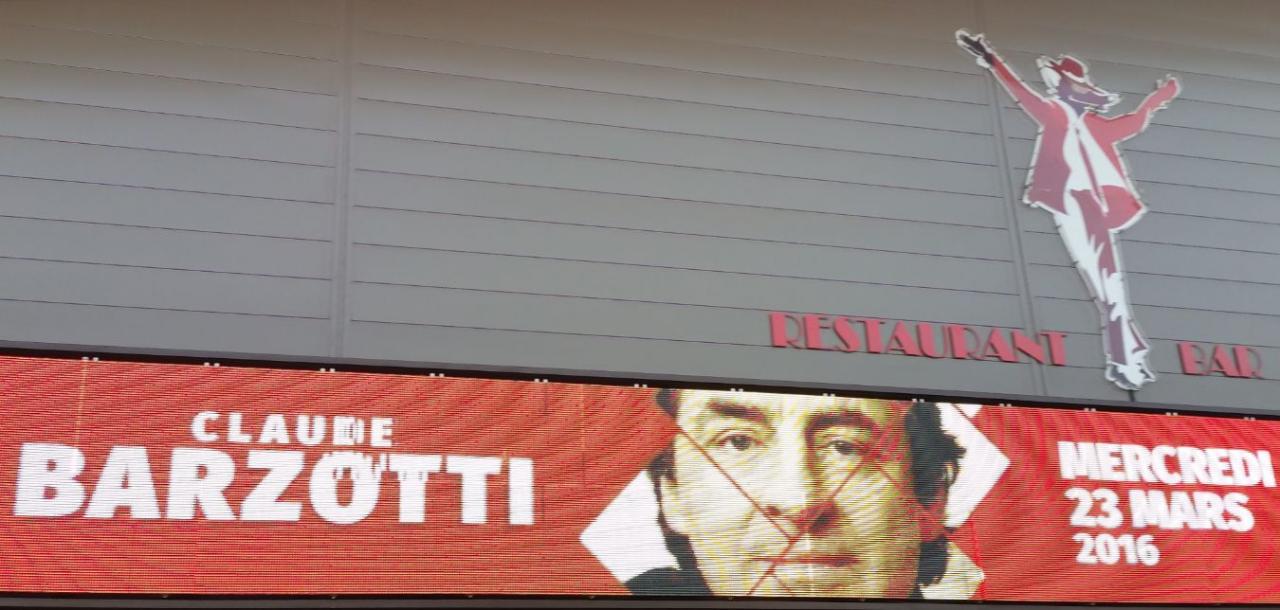 RESTAURANT BAR
CLAUDE
BARZOTTI
MERCREDI
23 MARS
2016